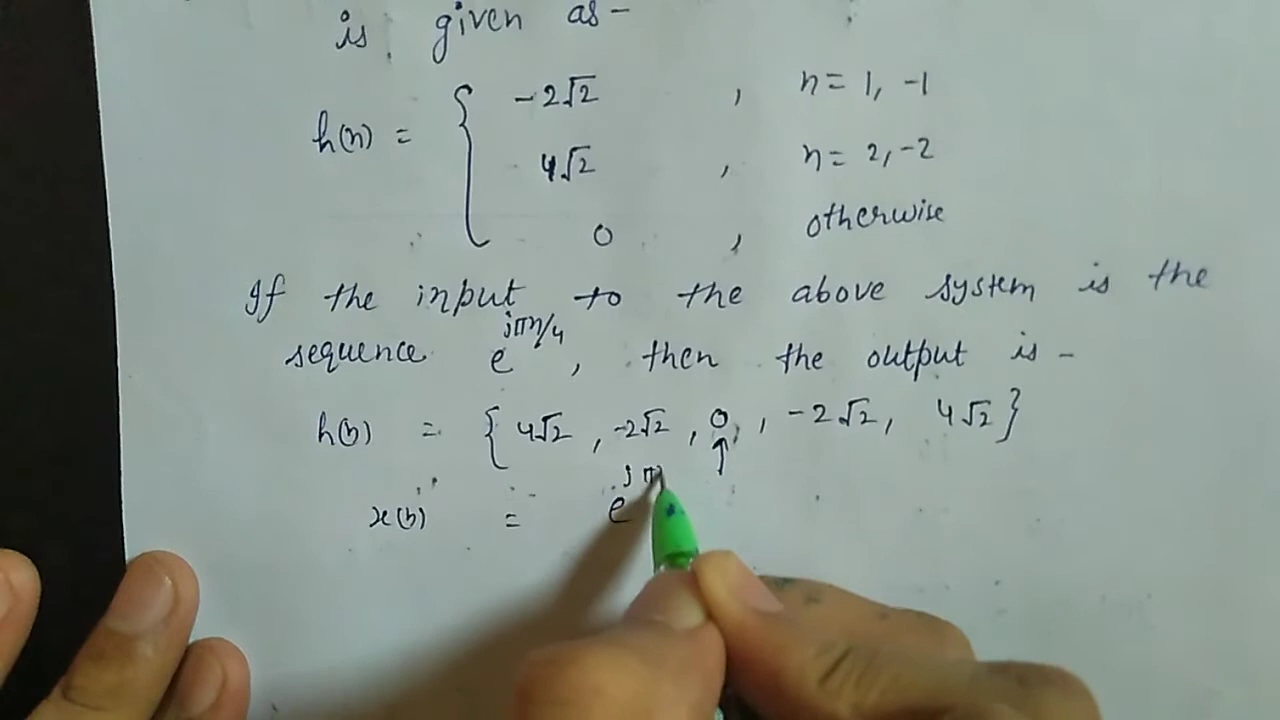 is given as-
h(n) = { -2√2 , n = 1, -1
4√2 , n = 2, -2
0 , otherwise
If the input to the above system is the
sequence e^{jπn/4}, then the output is -
h(n) = { 4√2 , -2√2 , 0 , , -2√2, 4√2 }
↑
x(n) = e^{jπ